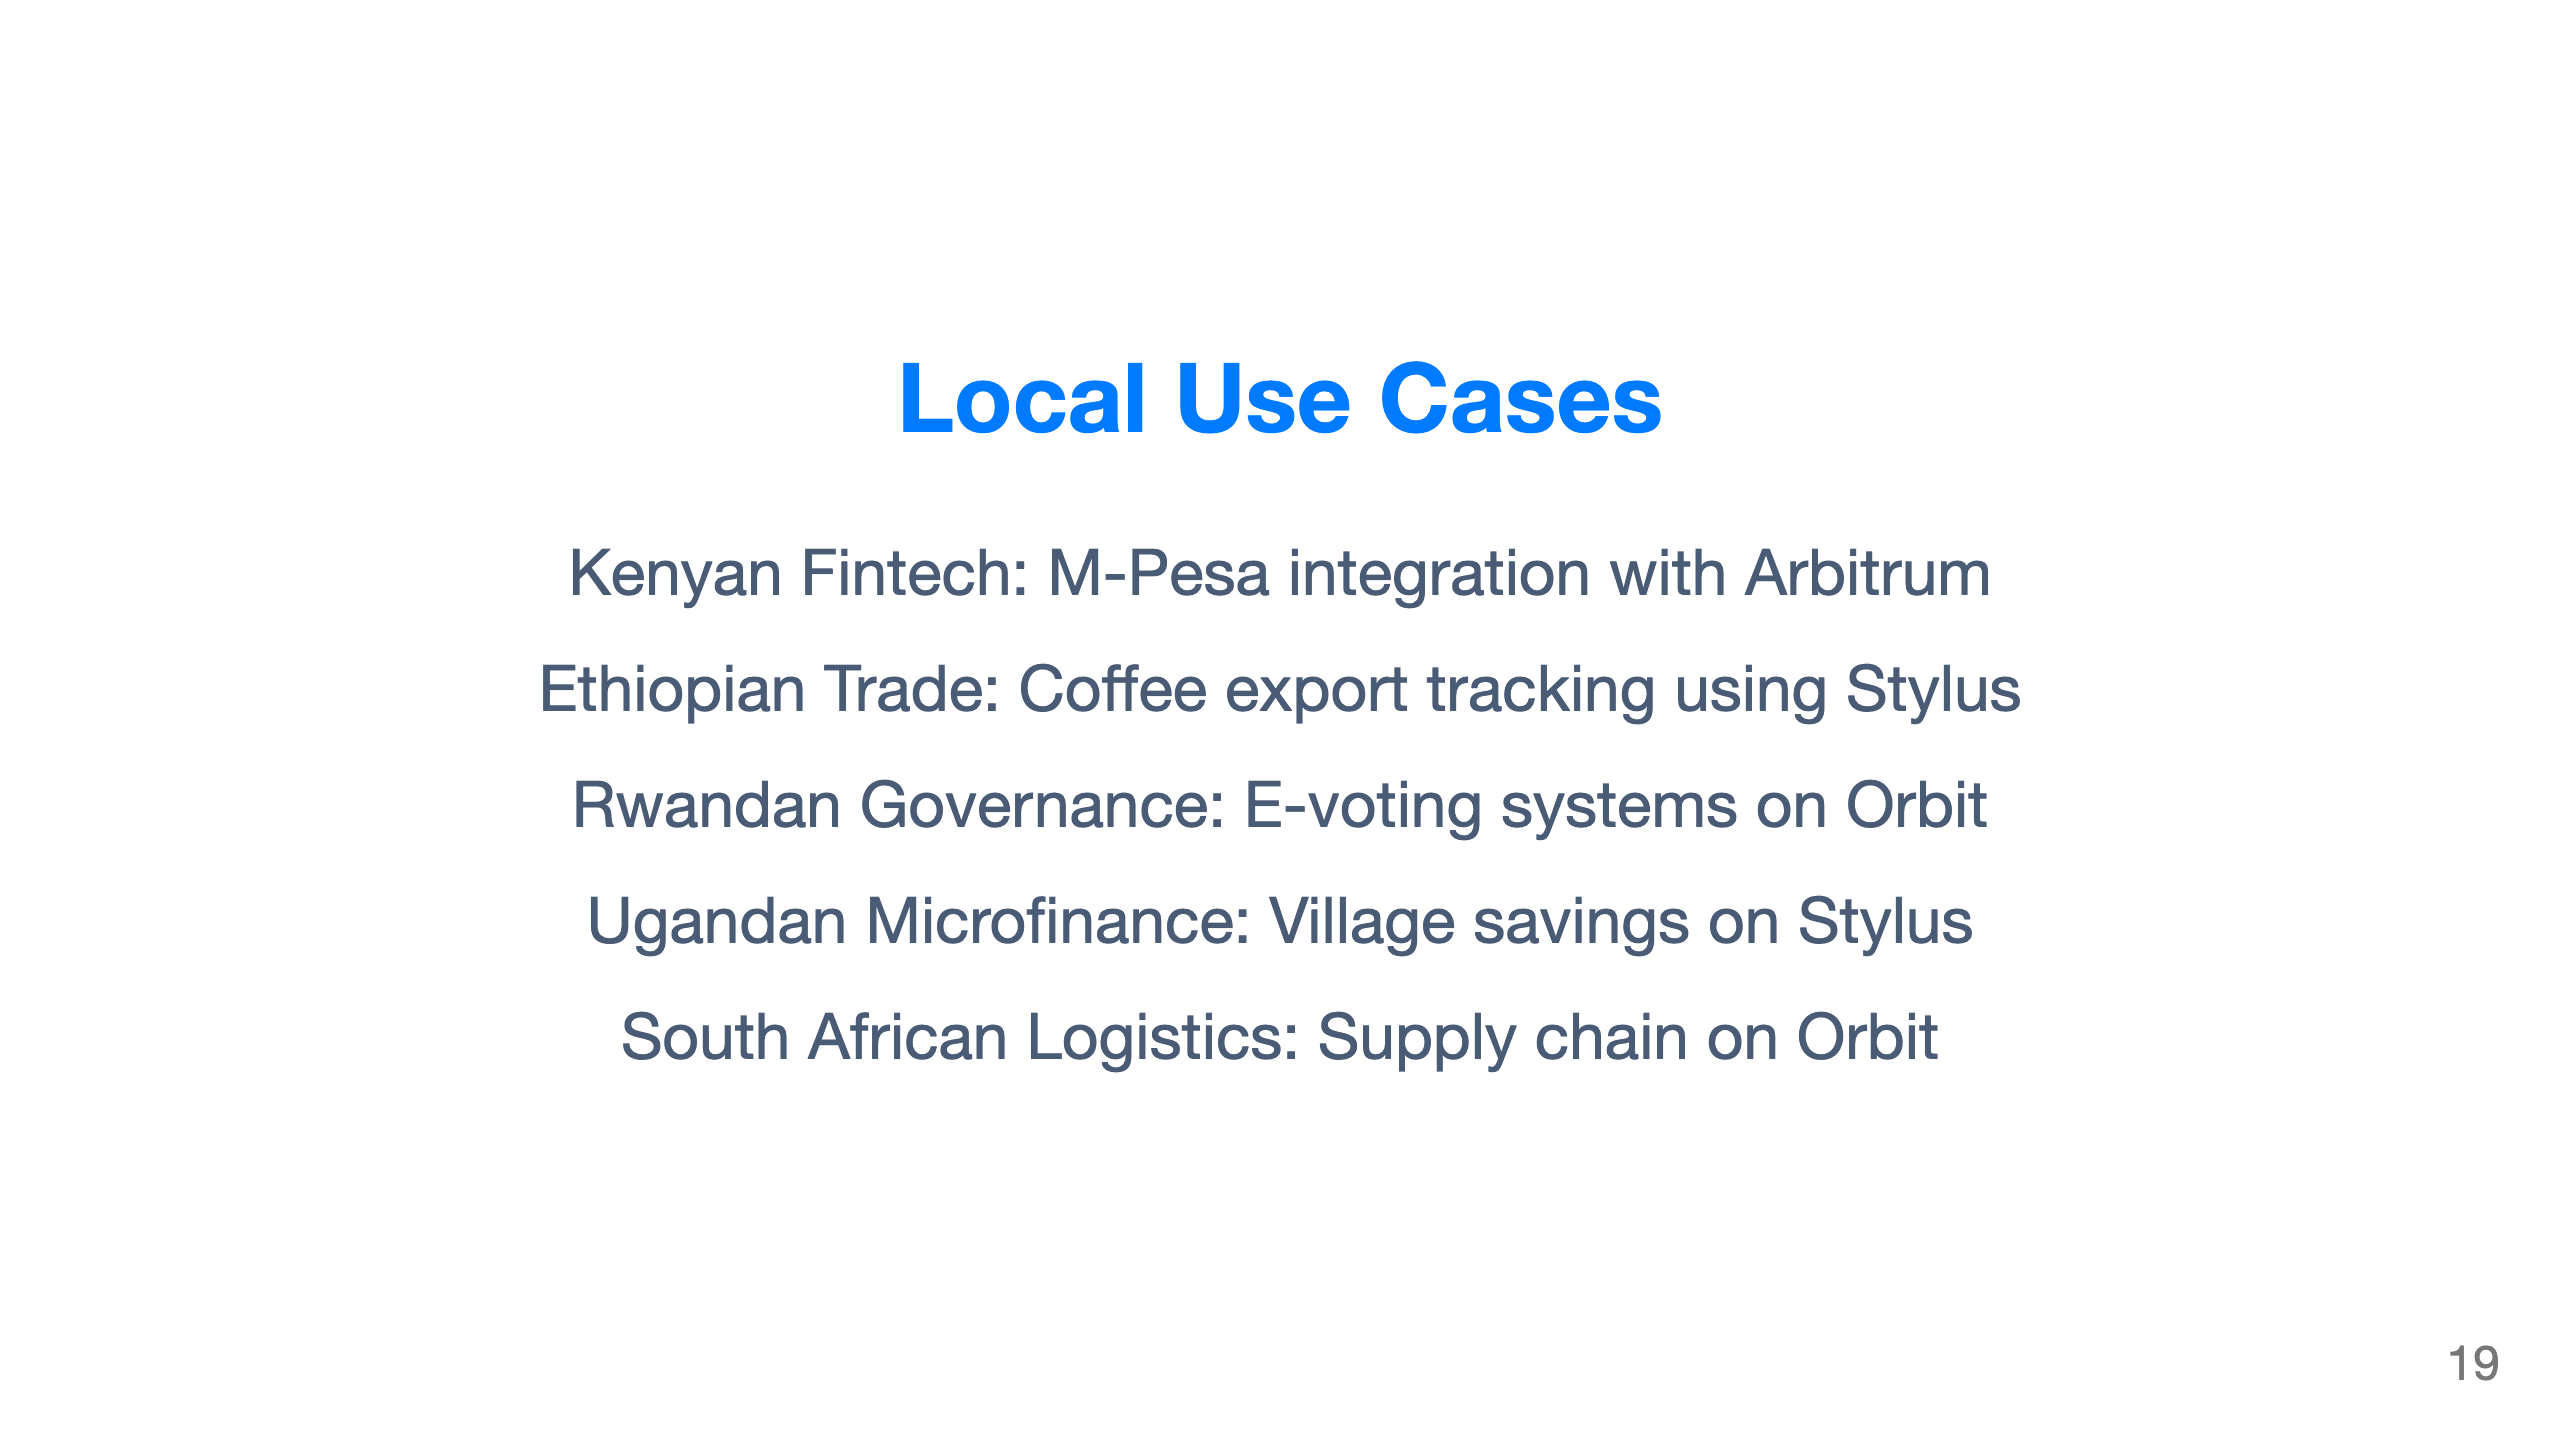 Local Use Cases
Kenyan Fintech: M-Pesa integration with Arbitrum
Ethiopian Trade: Coffee export tracking using Stylus
Rwandan Governance: E-voting systems on Orbit
Ugandan Microfinance: Village savings on Stylus
South African Logistics: Supply chain on Orbit
19